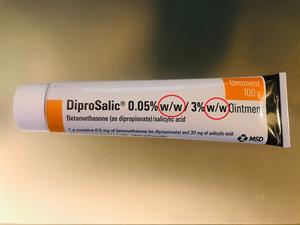 Ointment
100 g
DiproSalic® 0.05% w/w / 3% w/w Ointment
Betamethasone (as dipropionate)/salicylic acid
1 g contains 0.5 mg of betamethasone (as dipropionate) and 30 mg of salicylic acid.
MSD